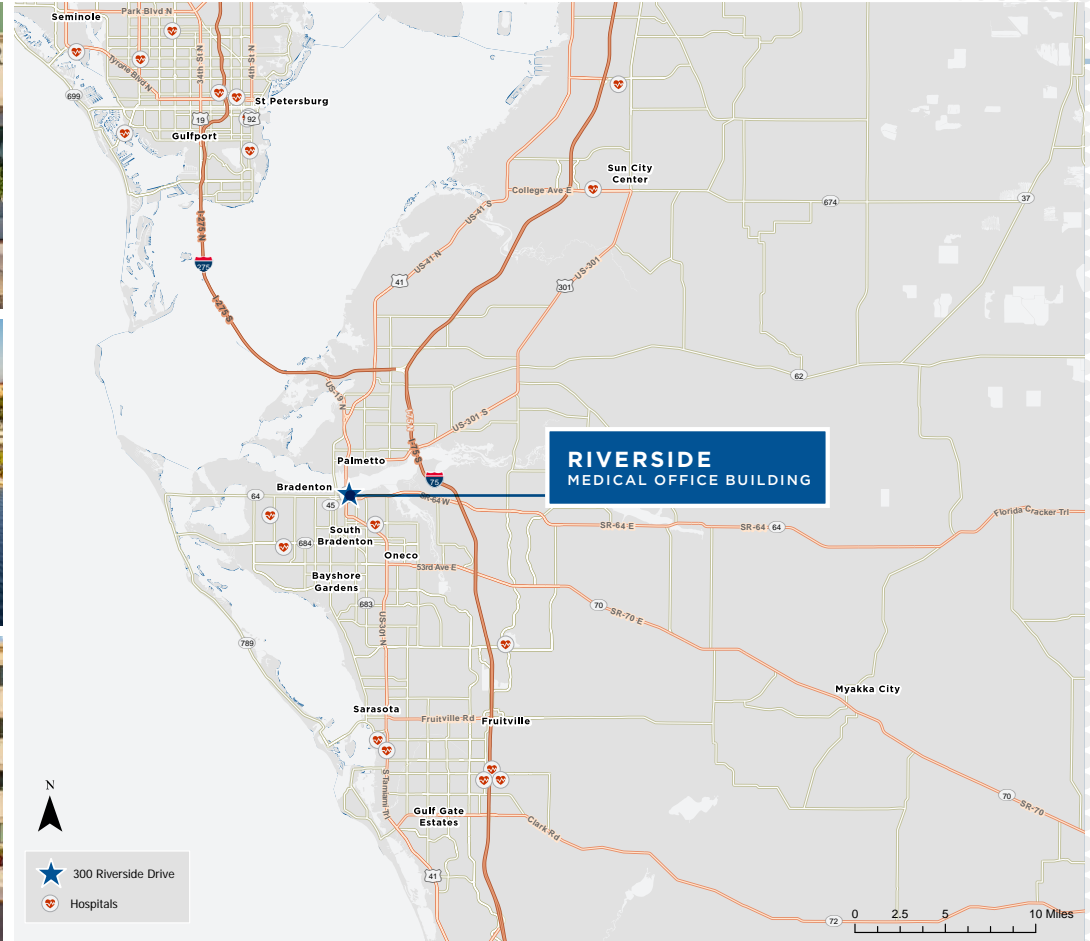 Park Blvd N
Seminole
34th St N
4th St N
Tyrone Blvd N
699
St Petersburg
19
92
Gulfport
Sun City
Center
College Ave E
674
37
I-275 N
US-41 S
US-41 N
275
41
US-301
301
I-275 S
62
US-19 N
US-301 S
I-75 S
Palmetto
75
RIVERSIDE
MEDICAL OFFICE BUILDING
Bradenton
64
45
SR-64 W
SR-64 E
SR-64
64
Florida Cracker Trl
South
Bradenton
684
Oneco
53rd Ave E
Bayshore
Gardens
683
70
SR-70 E
US-301 N
789
Myakka City
Sarasota
Fruitville Rd
Fruitville
S Tamiami Trl
N
70
SR-70
Gulf Gate
Estates
Clark Rd
41
72
300 Riverside Drive
Hospitals
0 2.5 5 10 Miles